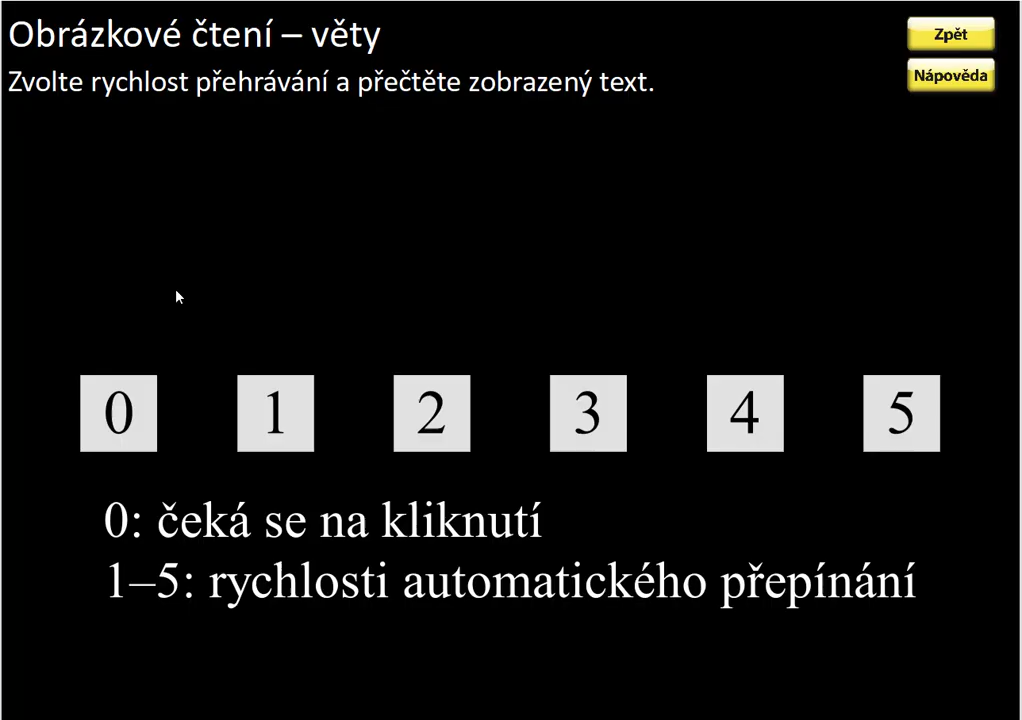 Obrázkové čtení – věty
Zpět
Zvolte rychlost přehrávání a přečtěte zobrazený text.
Nápověda
0 1 2 3 4 5
0: čeká se na kliknutí
1–5: rychlosti automatického přepínání